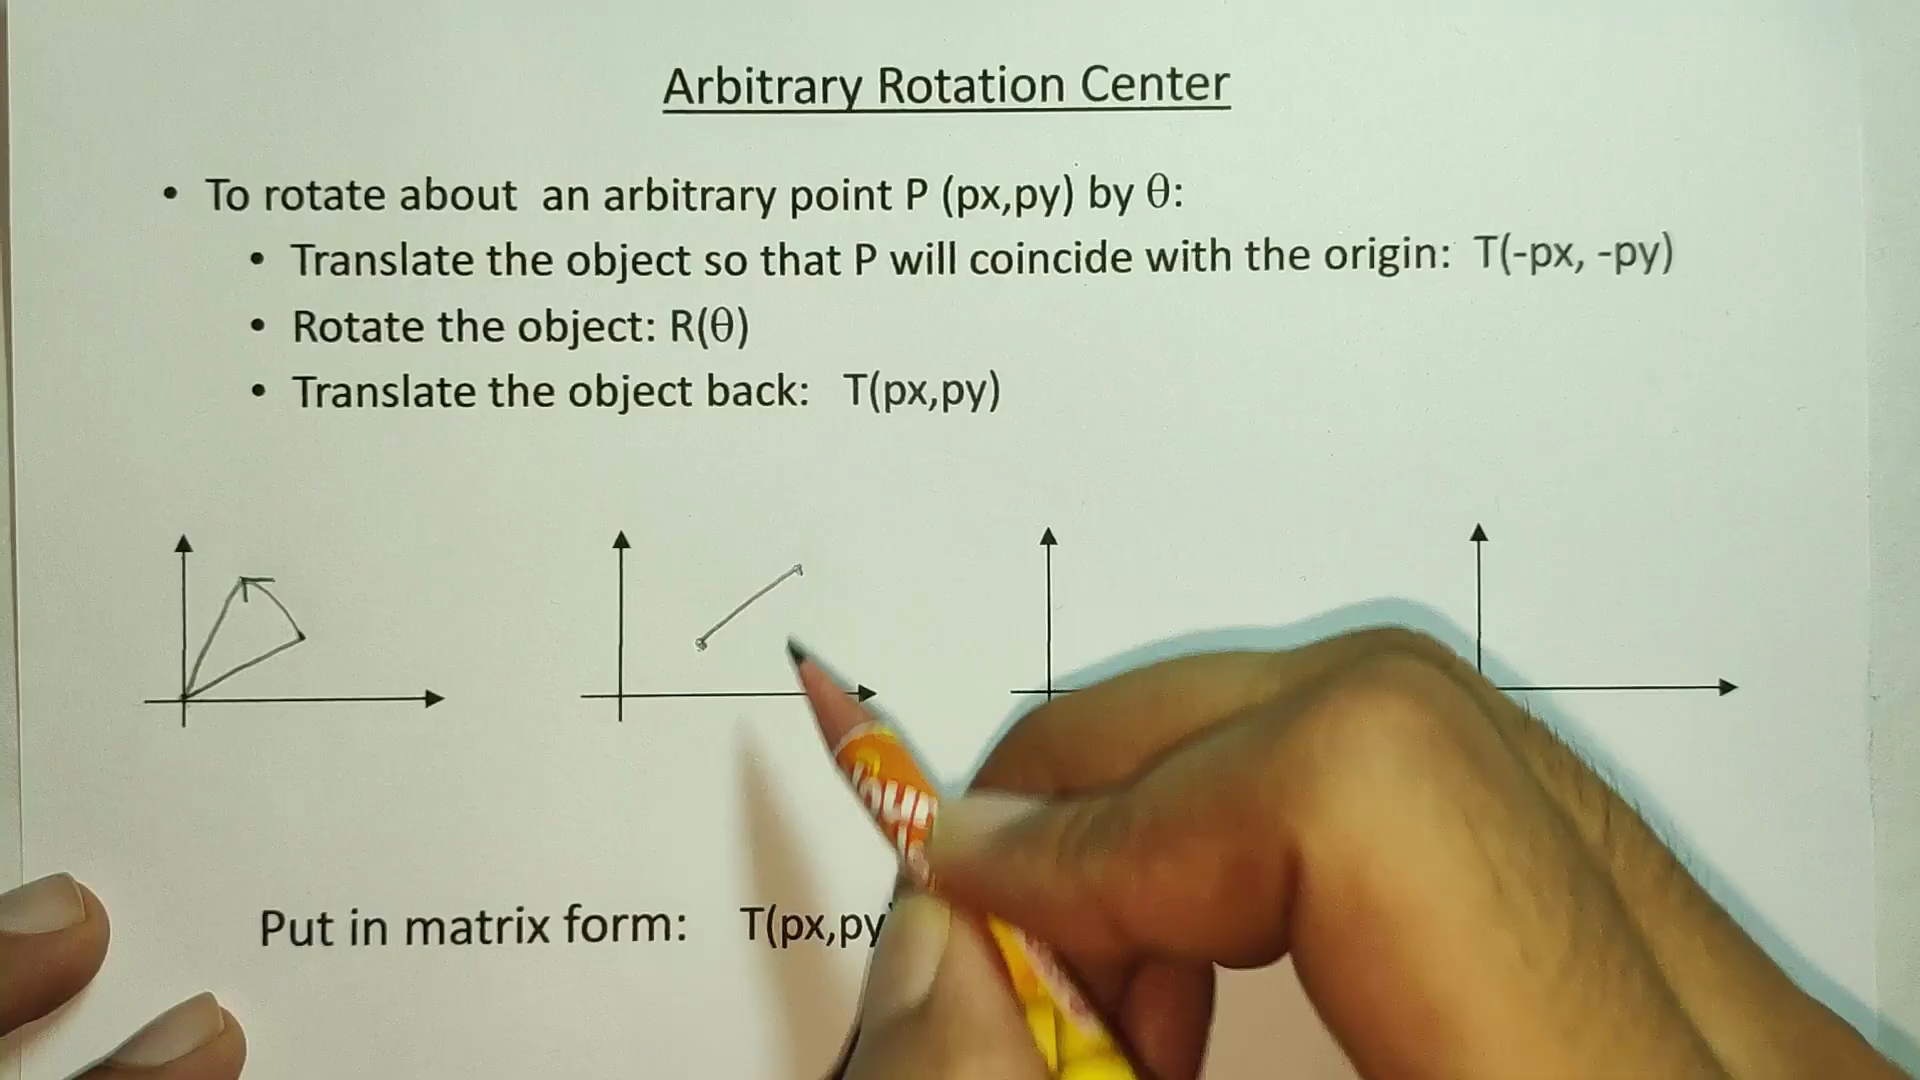 Arbitrary Rotation Center
• To rotate about an arbitrary point P (px,py) by θ:
• Translate the object so that P will coincide with the origin: T(-px, -py)
• Rotate the object: R(θ)
• Translate the object back: T(px,py)
Put in matrix form: T(px,py